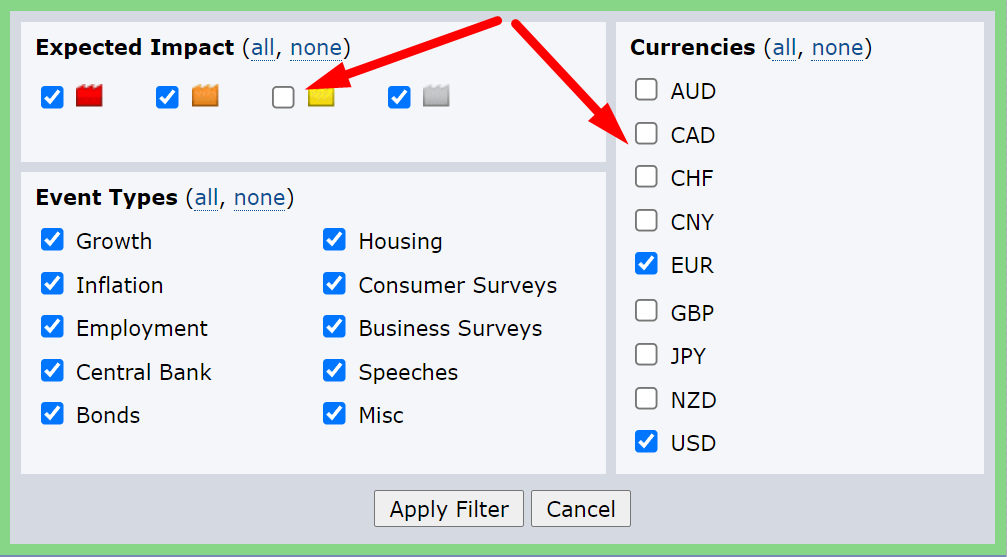 Expected Impact (all, none)
Event Types (all, none)
Growth
Housing
Inflation
Consumer Surveys
Employment
Business Surveys
Central Bank
Speeches
Bonds
Misc
Currencies (all, none)
AUD
CAD
CHF
CNY
EUR
GBP
JPY
NZD
USD
Apply Filter
Cancel